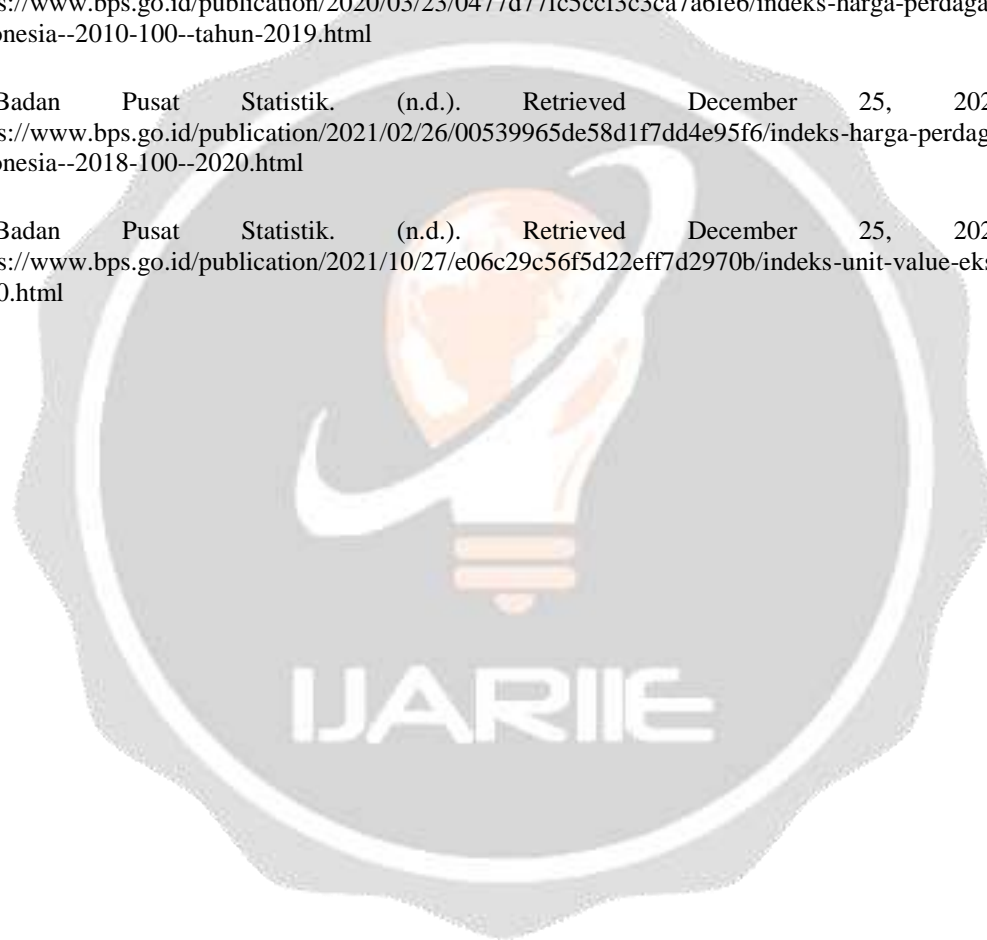 s://www.bps.go.id/publication/2020/03/23/0477d77fc5ccf3c3ca7a6fe6/indeks-harga-perdaga
onesia--2010-100--tahun-2019.html
Badan Pusat Statistik. (n.d.). Retrieved December 25, 202
s://www.bps.go.id/publication/2021/02/26/00539965de58d1f7dd4e95f6/indeks-harga-perdag
onesia--2018-100--2020.html
Badan Pusat Statistik. (n.d.). Retrieved December 25, 202
s://www.bps.go.id/publication/2021/10/27/e06c29c56f5d22eff7d2970b/indeks-unit-value-eks
0.html
IJARIIE